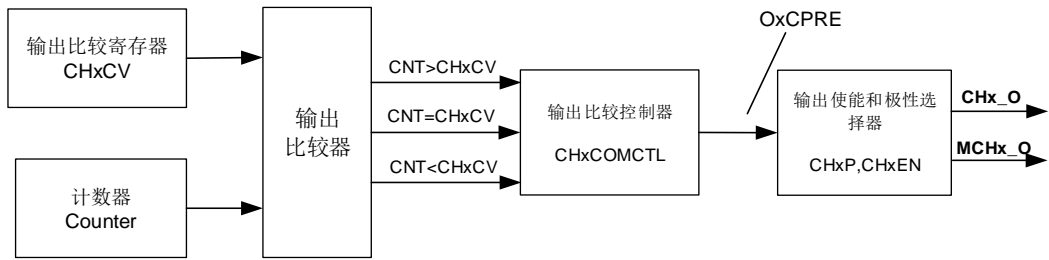 输出比较寄存器
CHxCV
计数器
Counter
输出
比较器
CNT>CHxCV
CNT=CHxCV
CNT<CHxCV
输出比较控制器
CHxCOMCTL
OxCPRE
输出使能和极性选
择器
CHxP,CHxEN
CHx_O
MCHx_O